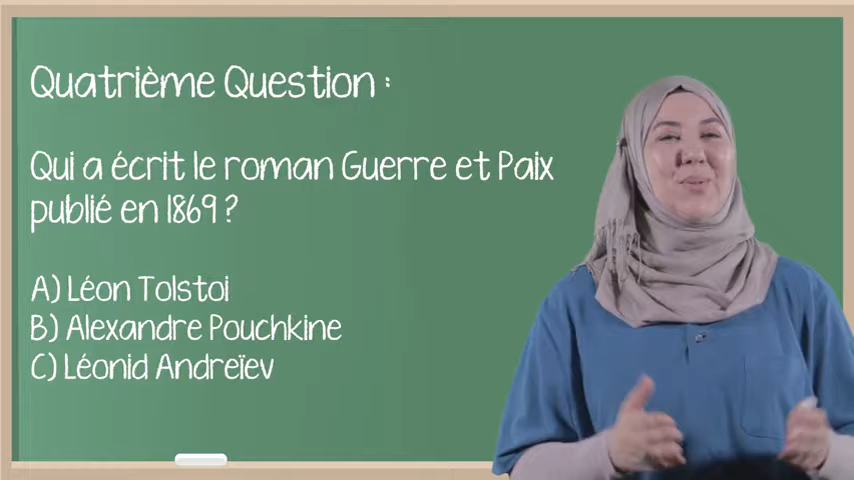 Quatrième Question :
Qui a écrit le roman Guerre et Paix
publié en 1869 ?
A) Léon Tolstoi
B) Alexandre Pouchkine
C) Léonid Andreïev